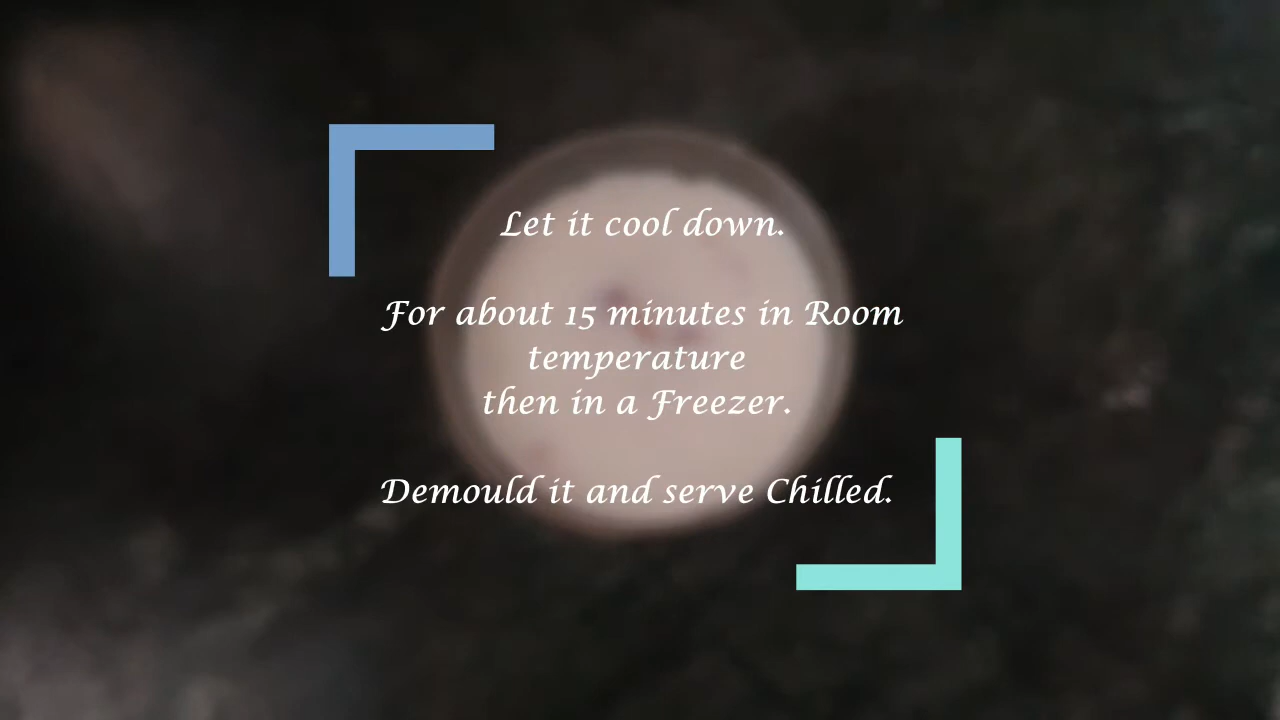 Let it cool down.
For about 15 minutes in Room
temperature
then in a Freezer.
Demould it and serve Chilled.